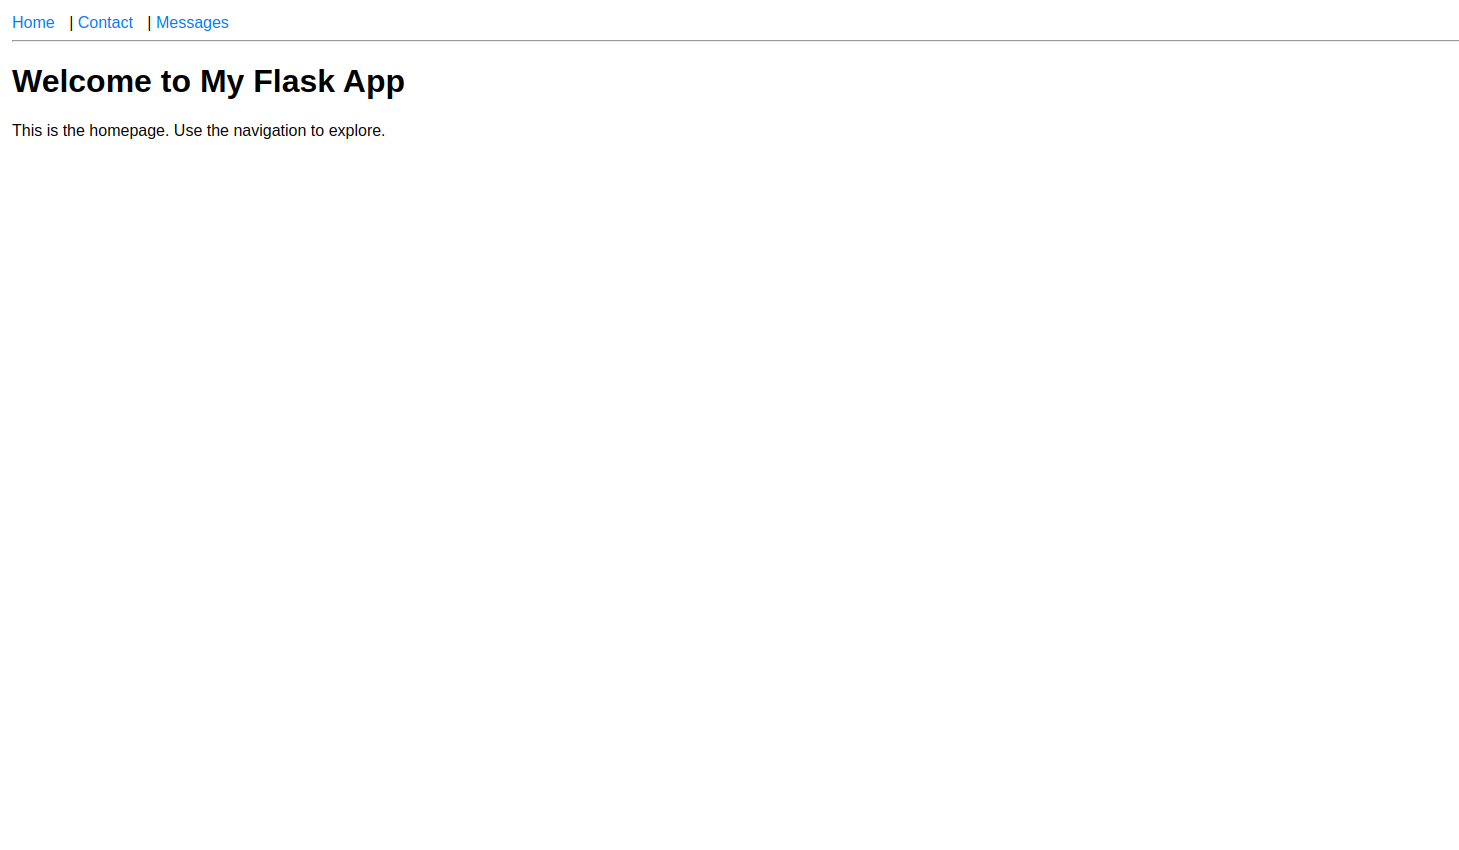 Home | Contact | Messages
Welcome to My Flask App
This is the homepage. Use the navigation to explore.